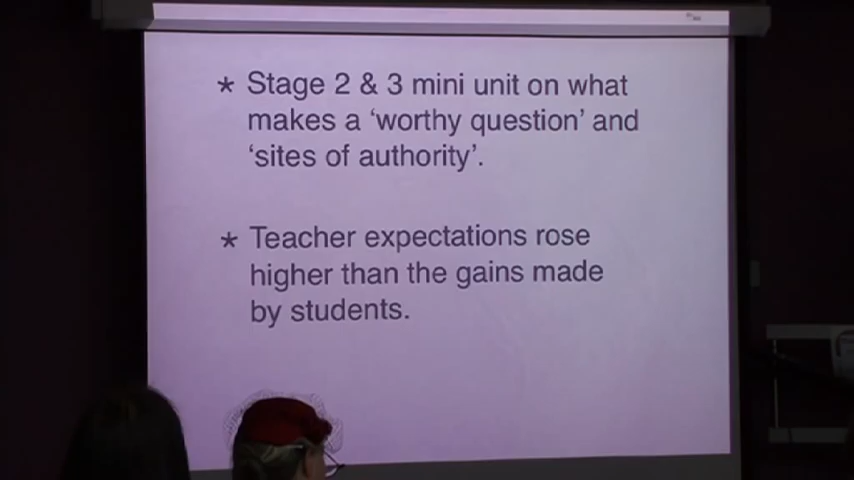 * Stage 2 & 3 mini unit on what
makes a ‘worthy question’ and
‘sites of authority’.
* Teacher expectations rose
higher than the gains made
by students.